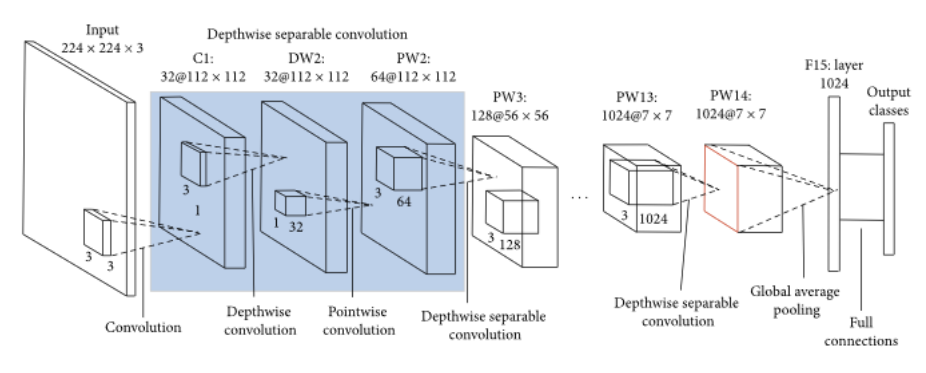 Input
224 × 224 × 3
Depthwise separable convolution
C1:
32@112 × 112
DW2:
32@112 × 112
PW2:
64@112 × 112
PW3:
128@56 × 56
PW13:
1024@7 × 7
PW14:
1024@7 × 7
F15: layer
1024
Output
classes
3
3
3
1
1
32
3
64
3
128
...
3
1024
Convolution
Depthwise
convolution
Pointwise
convolution
Depthwise separable
convolution
Depthwise separable
convolution
Global average
pooling
Full
connections